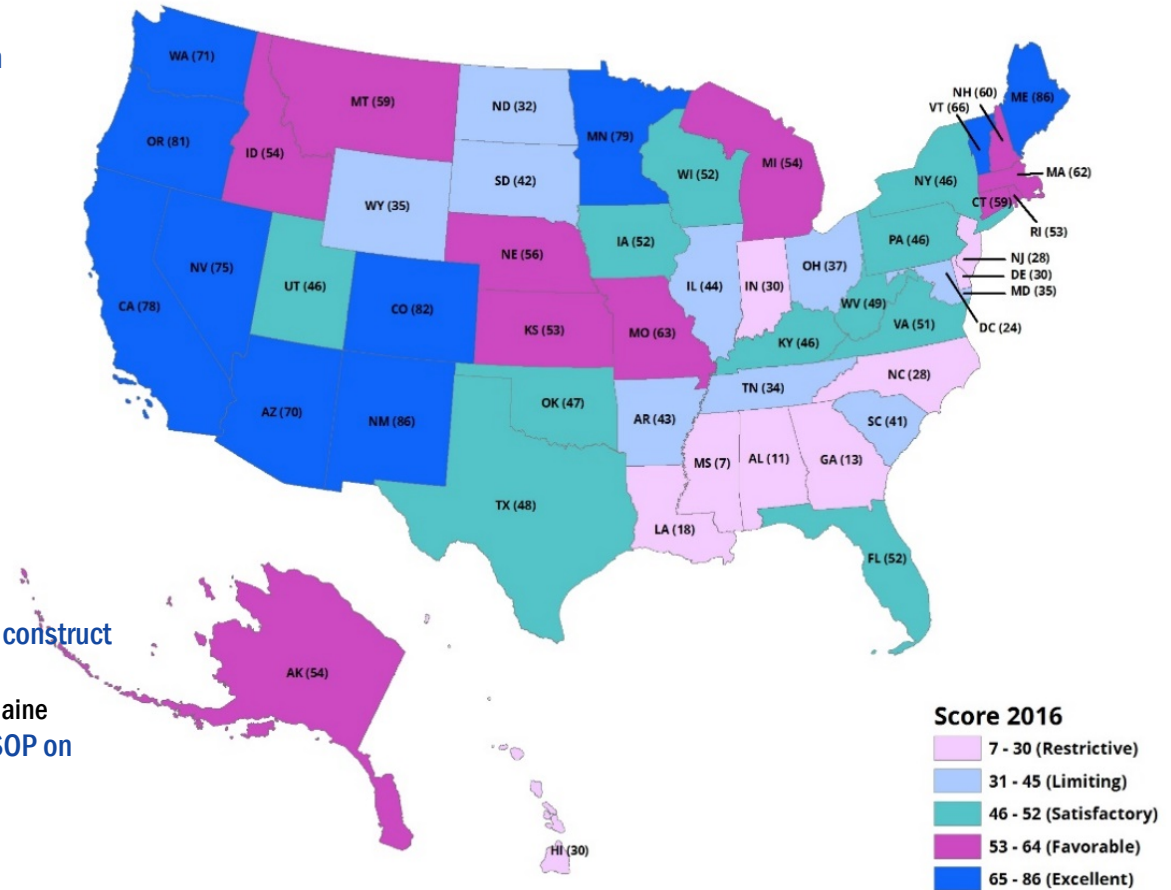 WA (71)
OR (81)
CA (78)
NV (75)
ID (54)
MT (59)
WY (35)
UT (46)
CO (82)
AZ (70)
NM (86)
ND (32)
SD (42)
NE (56)
KS (53)
OK (47)
TX (48)
MN (79)
IA (52)
MO (63)
AR (43)
LA (18)
WI (52)
IL (44)
MI (54)
IN (30)
OH (37)
KY (46)
TN (34)
MS (7)
AL (11)
GA (13)
FL (52)
SC (41)
NC (28)
VA (51)
WV (49)
PA (46)
NY (46)
VT (66)
NH (60)
ME (86)
MA (62)
CT (59)
RI (53)
NJ (28)
DE (30)
MD (35)
DC (24)
AK (54)
HI (30)
construct
aine
SOP on
Score 2016
7 - 30 (Restrictive)
31 - 45 (Limiting)
46 - 52 (Satisfactory)
53 - 64 (Favorable)
65 - 86 (Excellent)